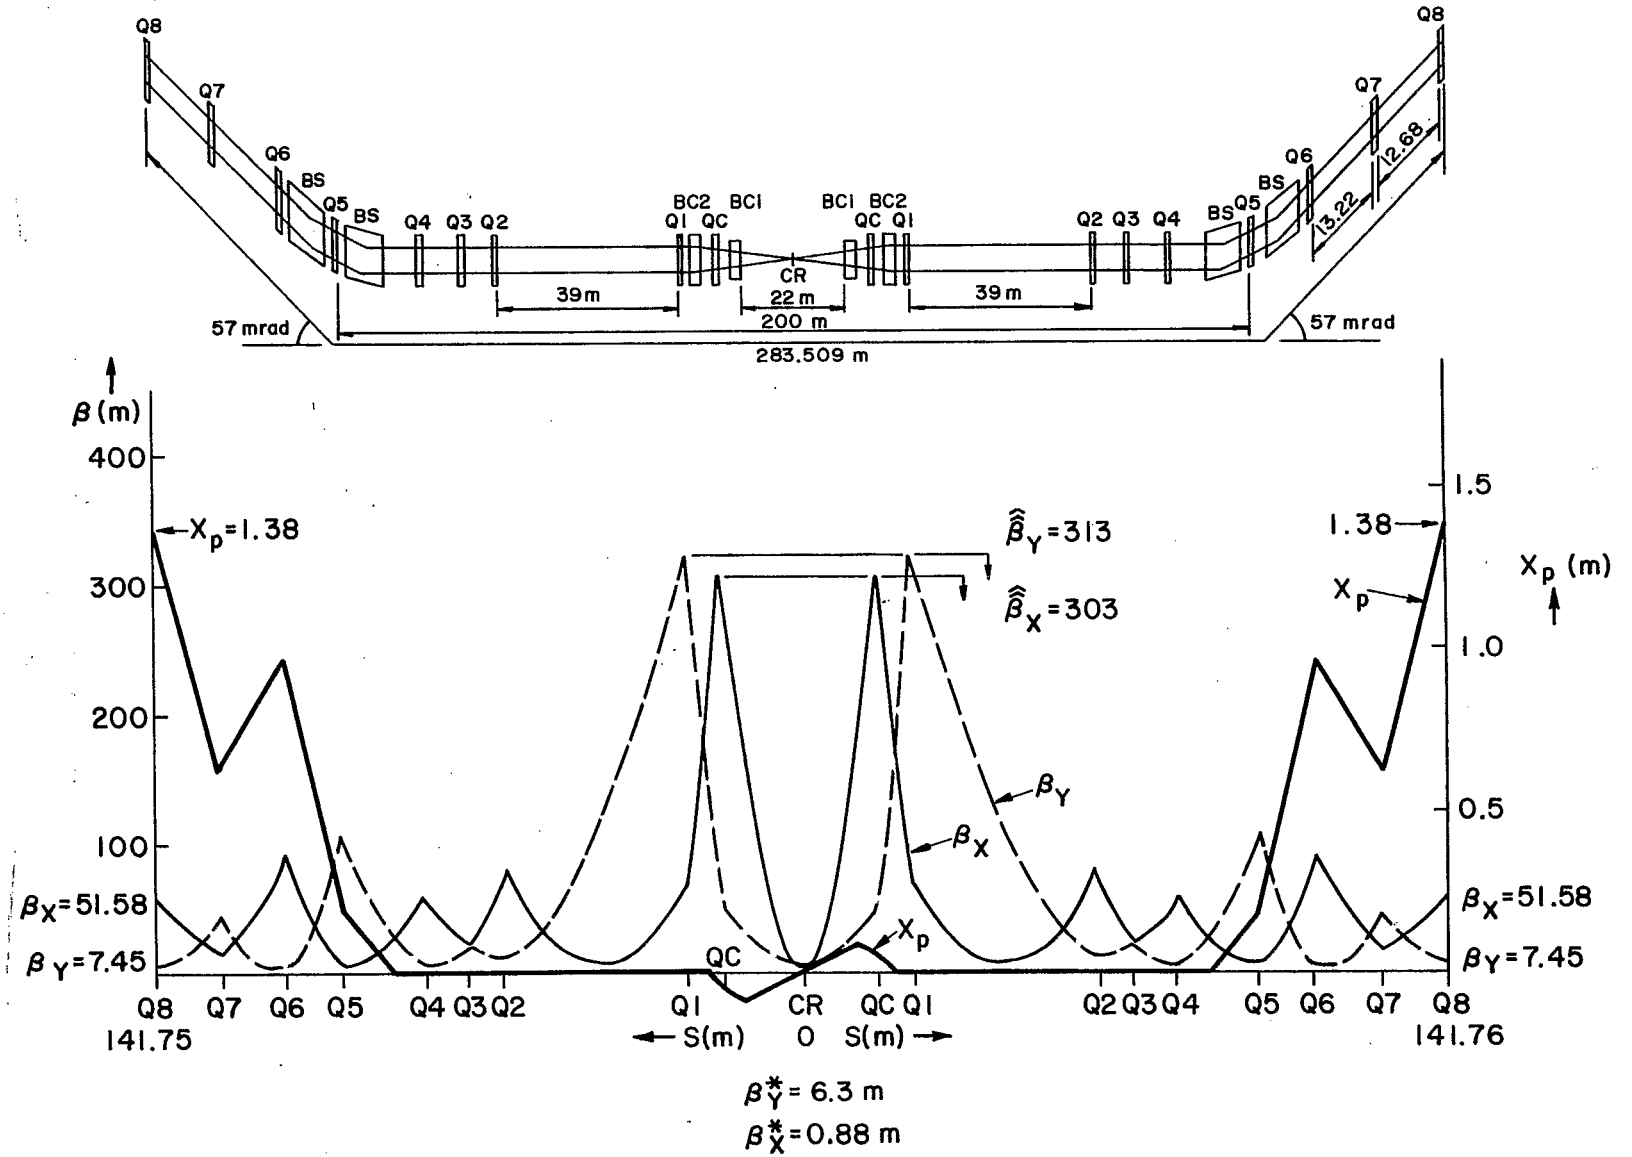 Q8 Q8
Q7 Q7
Q6 Q6
BS BS
Q5 Q5
BS BS
Q4 Q3 Q2 Q1 BC2 QC BC1 BC1 QC BC2 Q1 Q2 Q3 Q4
CR
12.68
13.22
39m 22 m 39m
200 m
57 mrad 57 mrad
283.509 m
β(m)
400
300
200
100
Xp=1.38
β̂Y=313
β̂X=303
1.38
Xp
Xp (m)
1.5
1.0
0.5
βY
βX
Xp
QC
βX=51.58 βX=51.58
βY=7.45 βY=7.45
Q8 Q7 Q6 Q5 Q4 Q3 Q2 Q1 CR QC Q1 Q2 Q3 Q4 Q5 Q6 Q7 Q8
141.75 ← S(m) 0 S(m) → 141.76
β*Y= 6.3 m
β*X=0.88 m